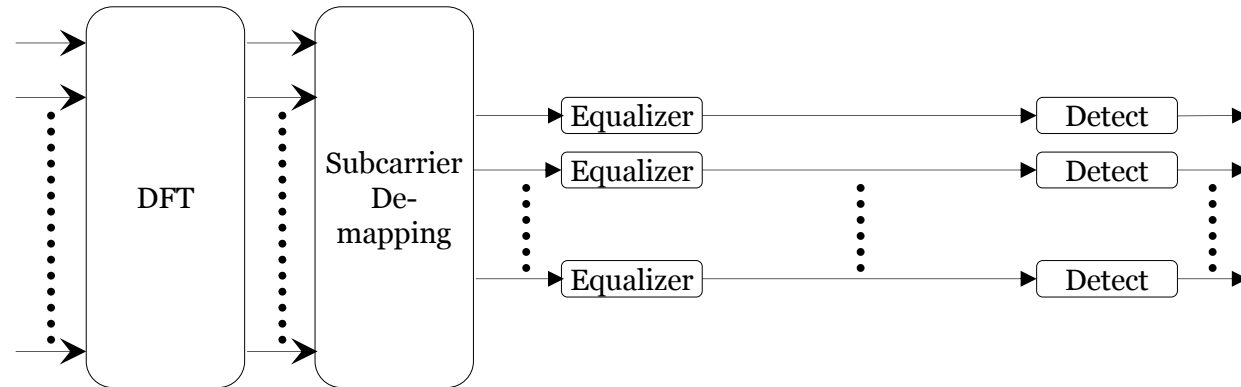 DFT
Subcarrier
De-
mapping
Equalizer
Detect
Equalizer
Detect
Equalizer
Detect